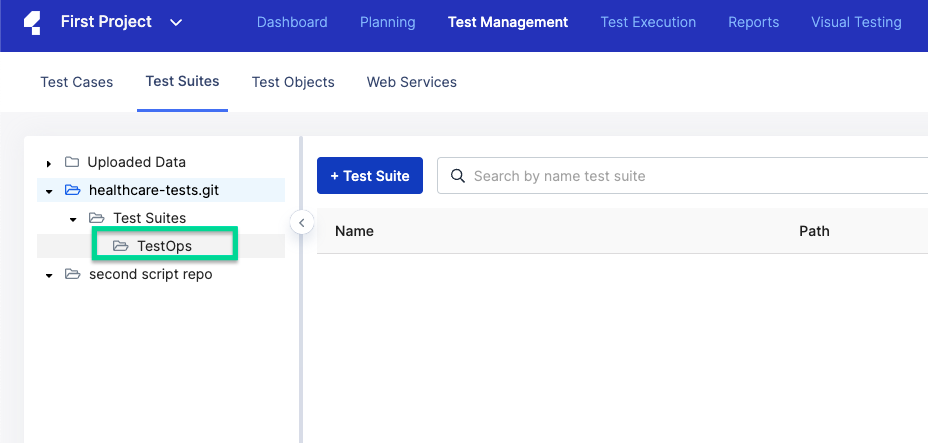 First Project Dashboard Planning Test Management Test Execution Reports Visual Testing
Test Cases Test Suites Test Objects Web Services
Uploaded Data
healthcare-tests.git
Test Suites
TestOps
second script repo
+ Test Suite Search by name test suite
Name Path